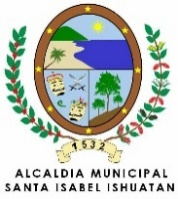 1532
ALCALDIA MUNICIPAL
SANTA ISABEL ISHUATAN